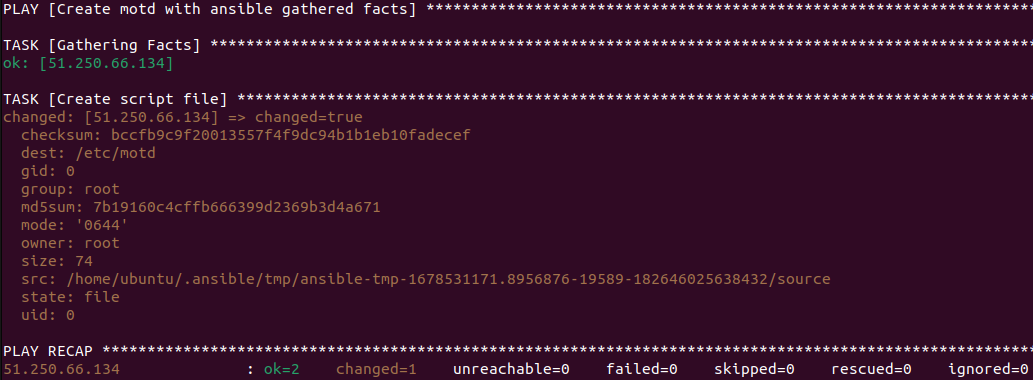 PLAY [Create motd with ansible gathered facts] ********************************************************************
TASK [Gathering Facts] ********************************************************************************************
ok: [51.250.66.134]
TASK [Create script file] *****************************************************************************************
changed: [51.250.66.134] => changed=true
checksum: bccfb9c9f20013557f4f9dc94b1b1eb10fadecef
dest: /etc/motd
gid: 0
group: root
md5sum: 7b19160c4cffb666399d2369b3d4a671
mode: '0644'
owner: root
size: 74
src: /home/ubuntu/.ansible/tmp/ansible-tmp-1678531171.8956876-19589-182646025638432/source
state: file
uid: 0
PLAY RECAP ********************************************************************************************************
51.250.66.134 : ok=2 changed=1 unreachable=0 failed=0 skipped=0 rescued=0 ignored=0